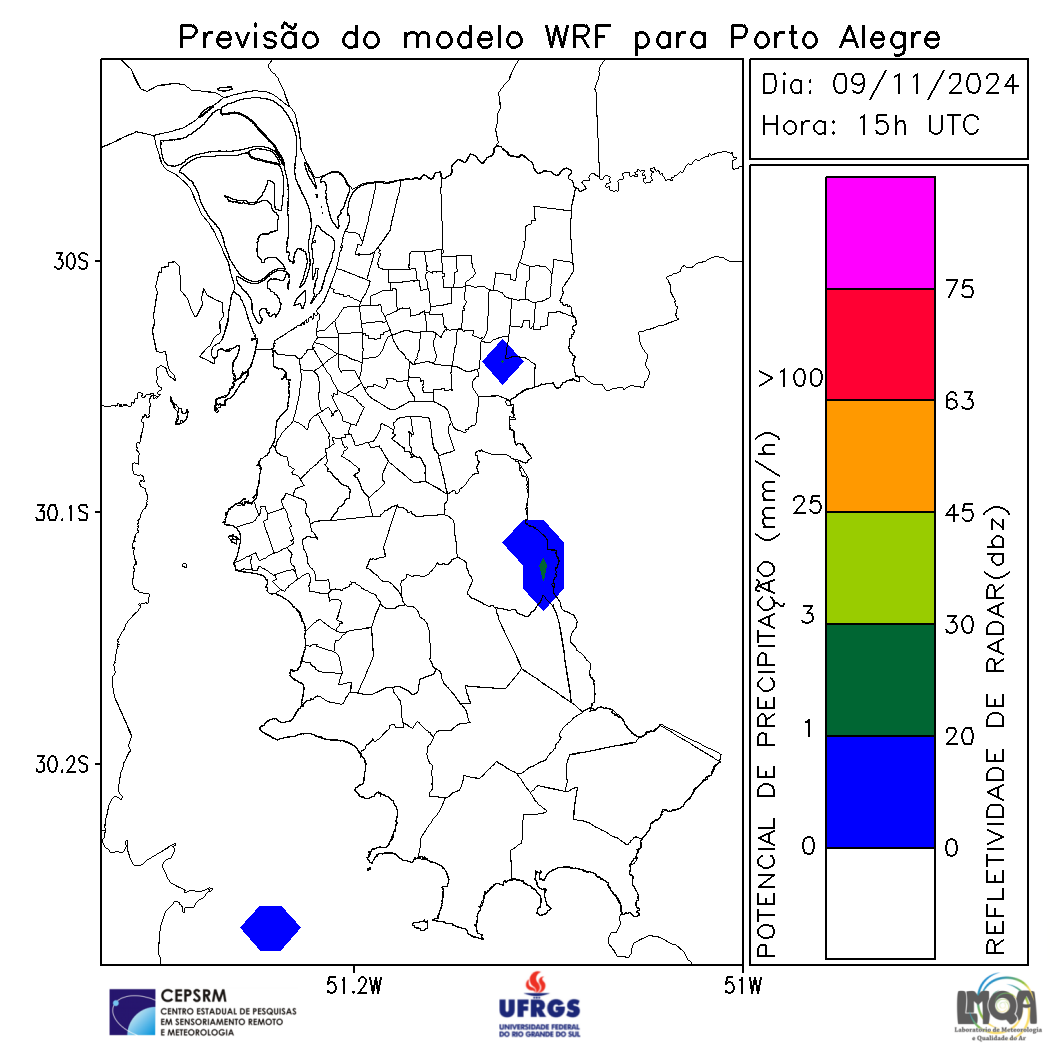 Previsão do modelo WRF para Porto Alegre
Dia: 09/11/2024
Hora: 15h UTC
30S
30.1S
30.2S
51.2W
51W
POTENCIAL DE PRECIPITAÇÃO (mm/h)
>100
25
3
1
0
75
63
45
30
20
0
REFLETIVIDADE DE RADAR(dbz)
CEPSRM
CENTRO ESTADUAL DE PESQUISAS
EM SENSORIAMENTO REMOTO
E METEOROLOGIA
UFRGS
UNIVERSIDADE FEDERAL
DO RIO GRANDE DO SUL
LMQA
Laboratório de Meteorologia
e Qualidade do Ar